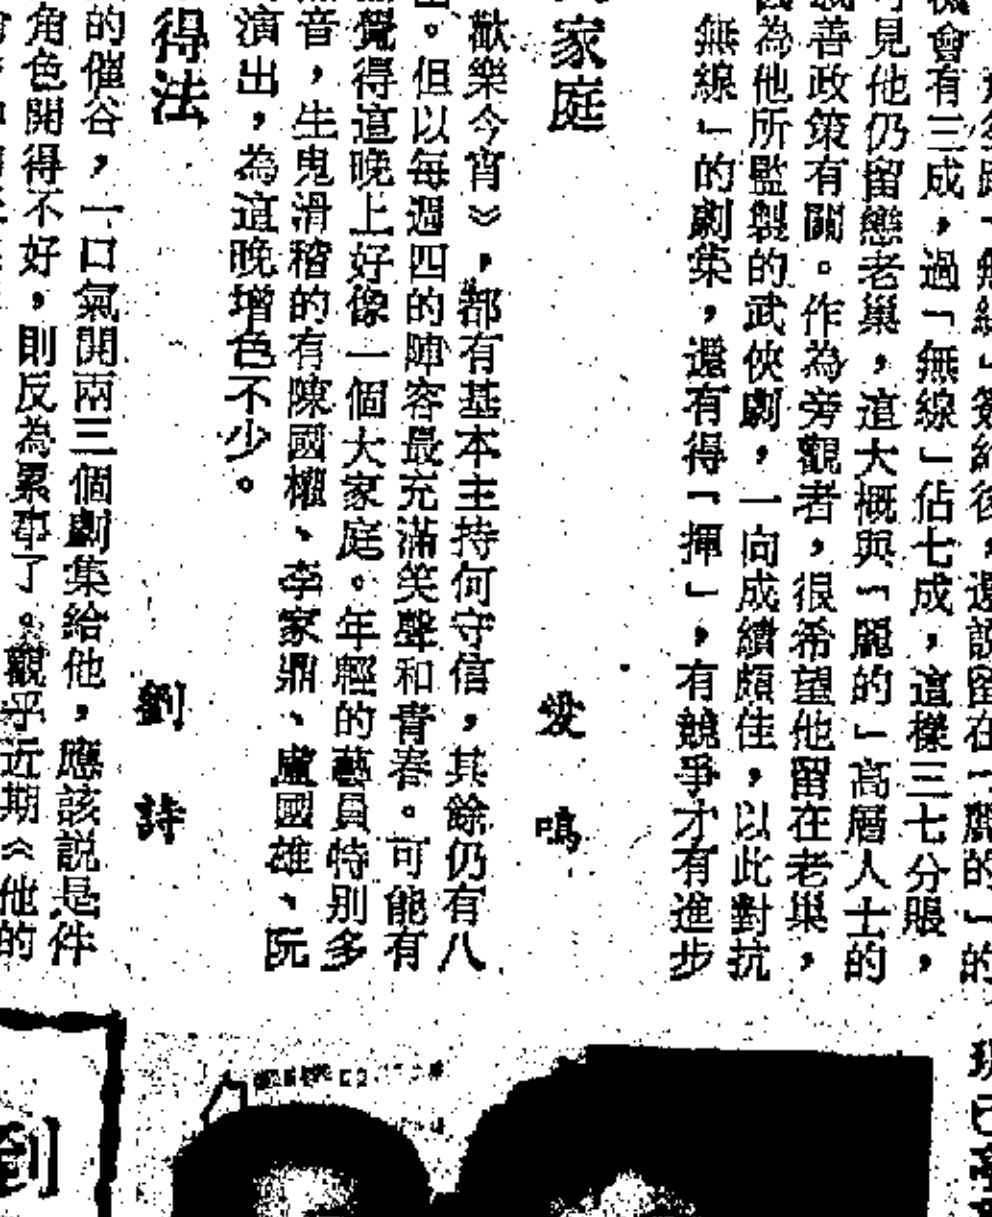 後,還說留在「麗的」的
會有三成,過「無線」佔七成,這樣三七分賬,
見他仍留戀老巢,這大概與「麗的」高層人士的
善政策有關。作為旁觀者,很希望他留在老巢,
為他所監製的武俠劇,一向成績頗佳,以此對抗
無線」的劇集,還有得「揮」,有競爭才有進步
家庭
愛鳴
歡樂今宵》,都有基本主持何守信,其餘仍有八
。但以每週四的陣容最充滿笑聲和青春。可能有
覺得這晚上好像一個大家庭。年輕的藝員特別多
音,生鬼滑稽的有陳國權、李家鼎、盧國雄、阮
演出,為這晚增色不少。
得法
劉詩
的催谷,一口氣開兩三個劇集給他,應該説是件
角色開得不好,則反為累事了。觀乎近期《他的
到